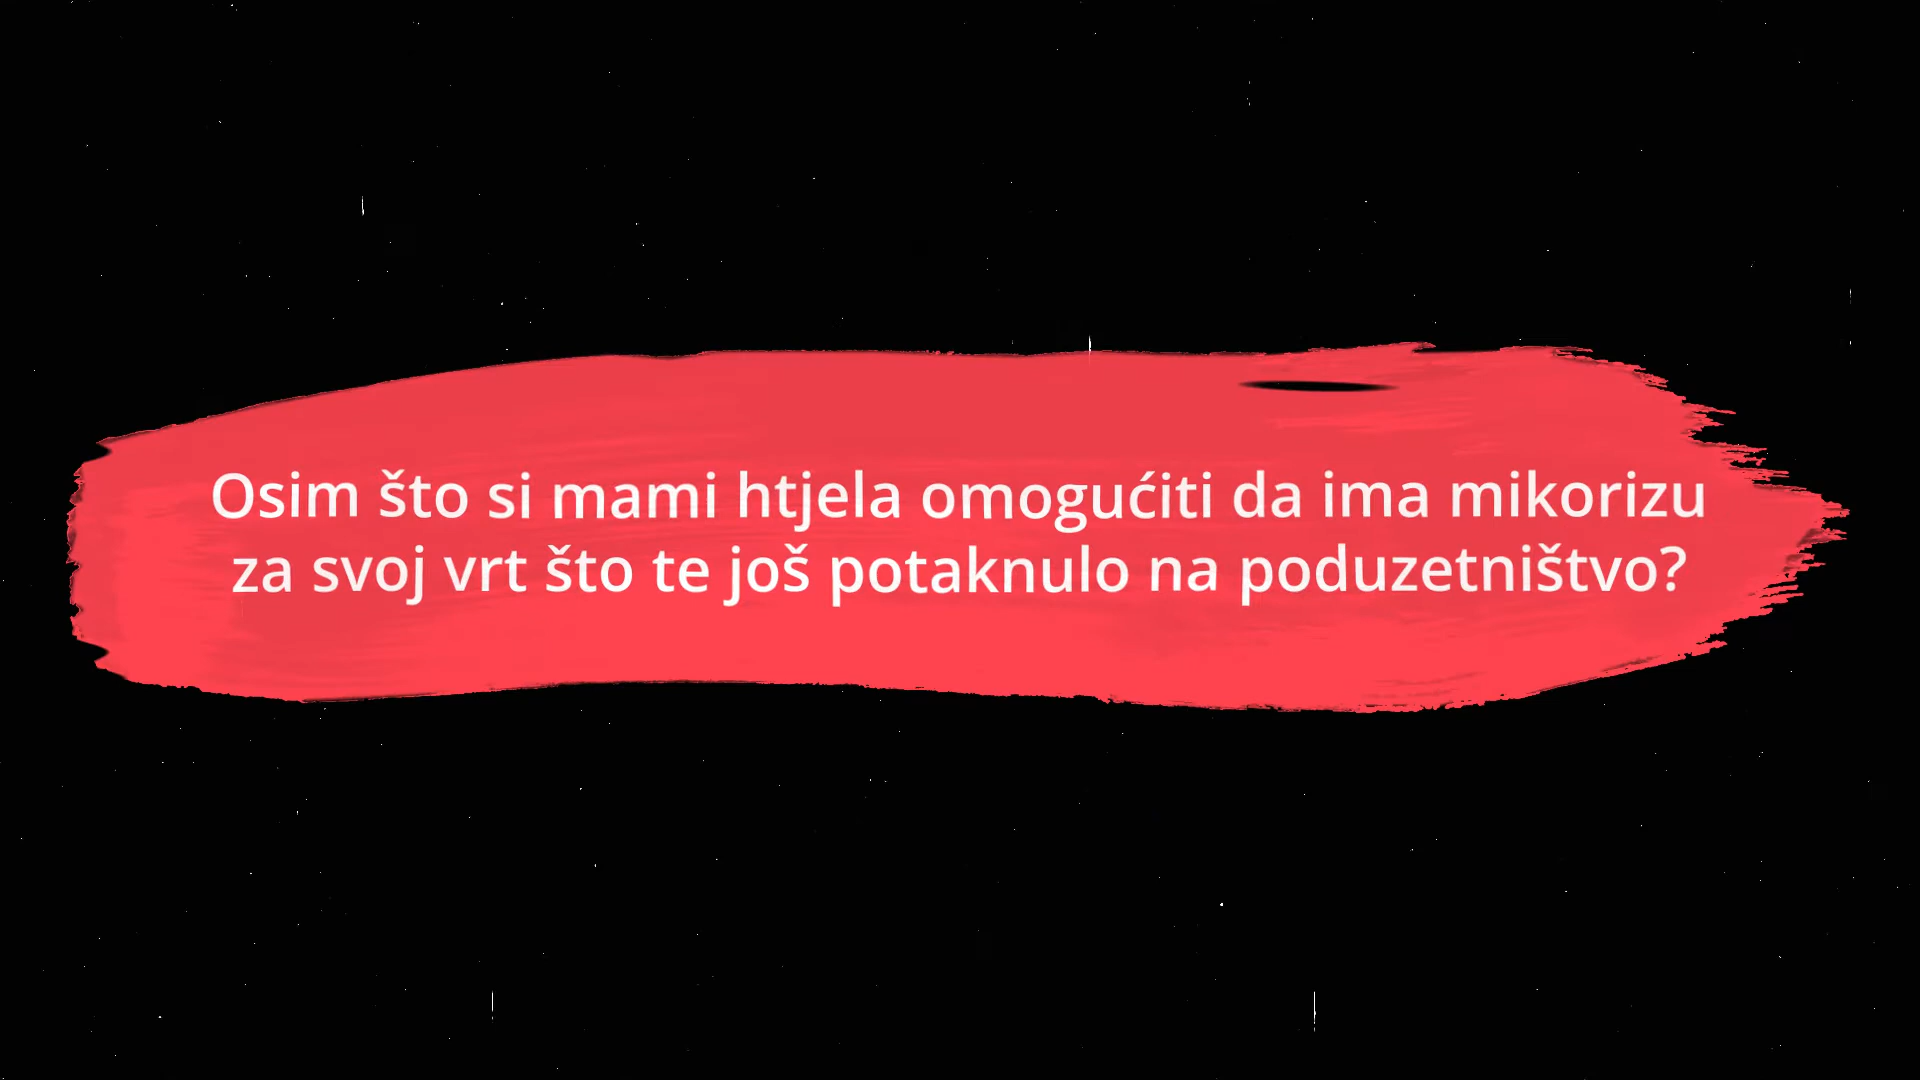 Osim što si mami htjela omogućiti da ima mikorizu
za svoj vrt što te još potaknulo na poduzetništvo?